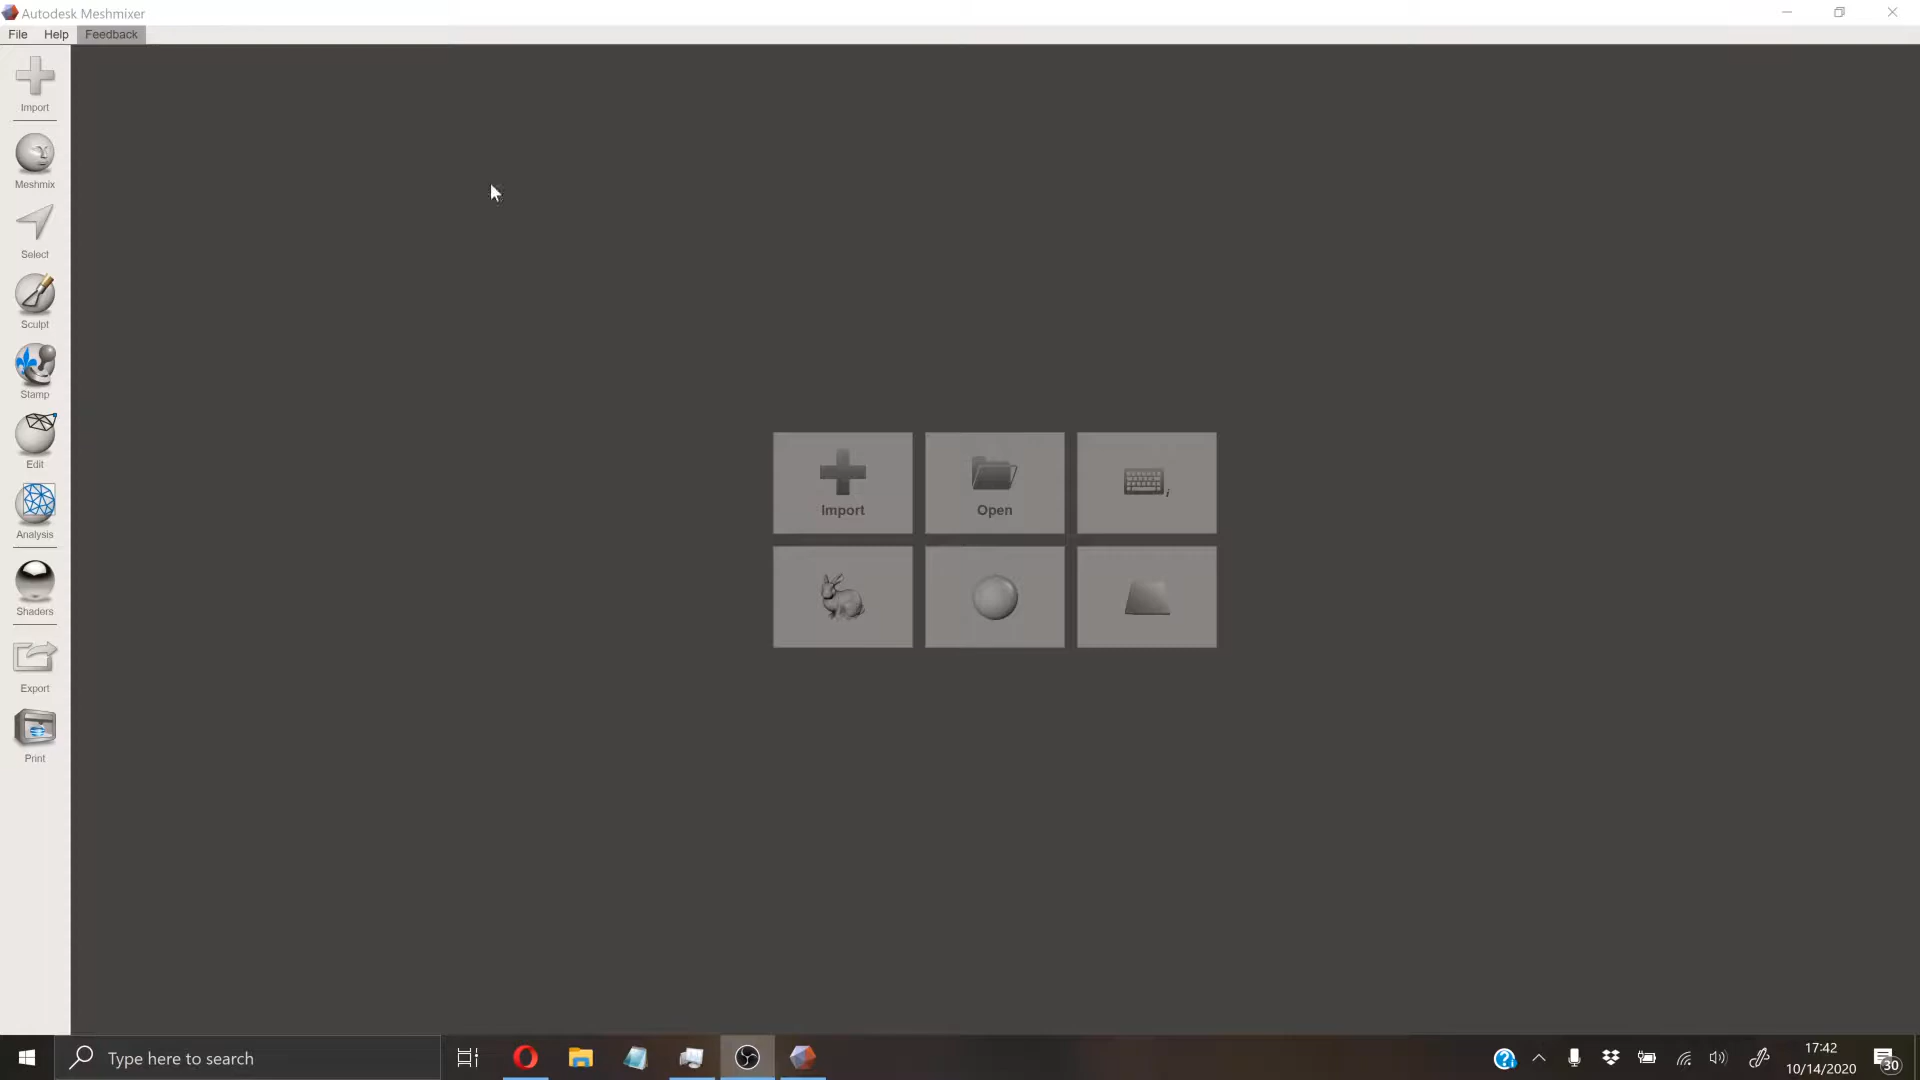 Autodesk Meshmixer
File Help Feedback
Import
Meshmix
Select
Sculpt
Stamp
Edit
Analysis
Shaders
Export
Print
Import
Open
i
Type here to search
17:42
10/14/2020
30